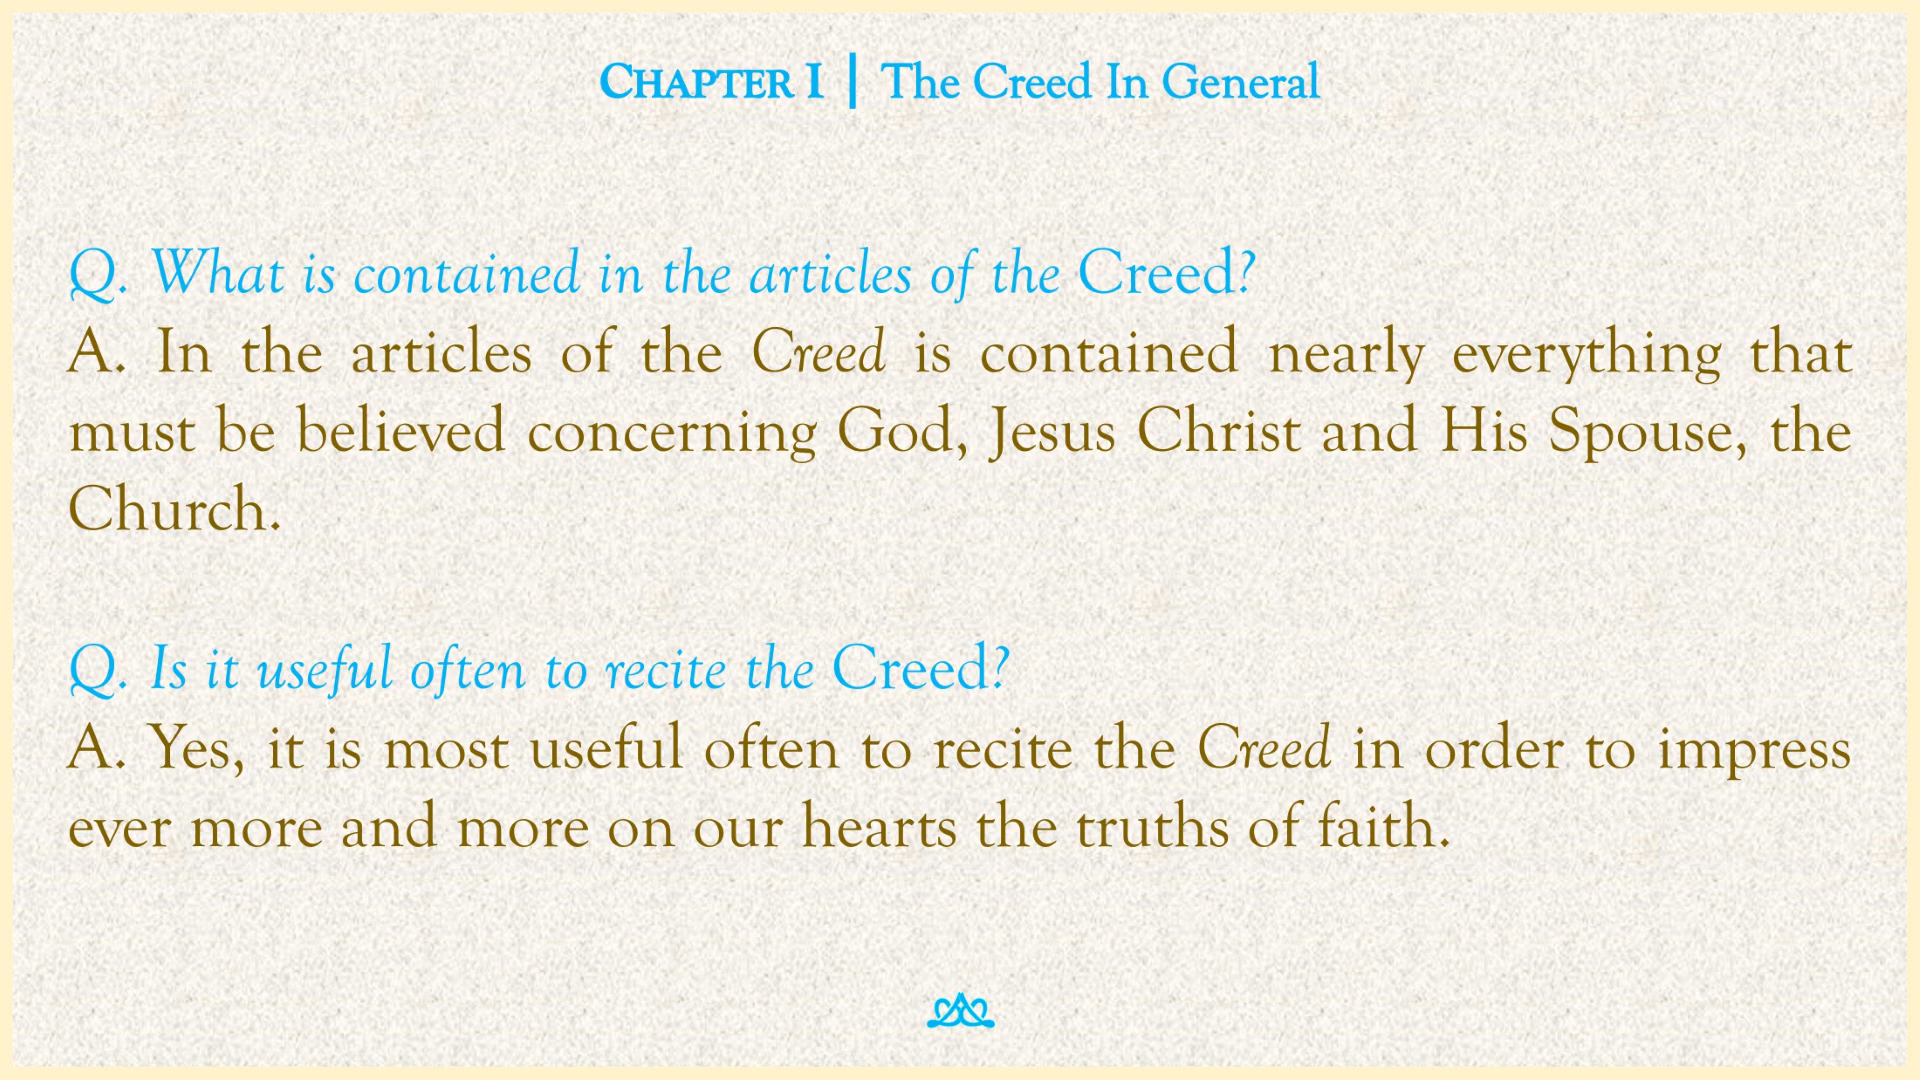 CHAPTER I | The Creed In General
Q. What is contained in the articles of the Creed?
A. In the articles of the Creed is contained nearly everything that
must be believed concerning God, Jesus Christ and His Spouse, the
Church.
Q. Is it useful often to recite the Creed?
A. Yes, it is most useful often to recite the Creed in order to impress
ever more and more on our hearts the truths of faith.